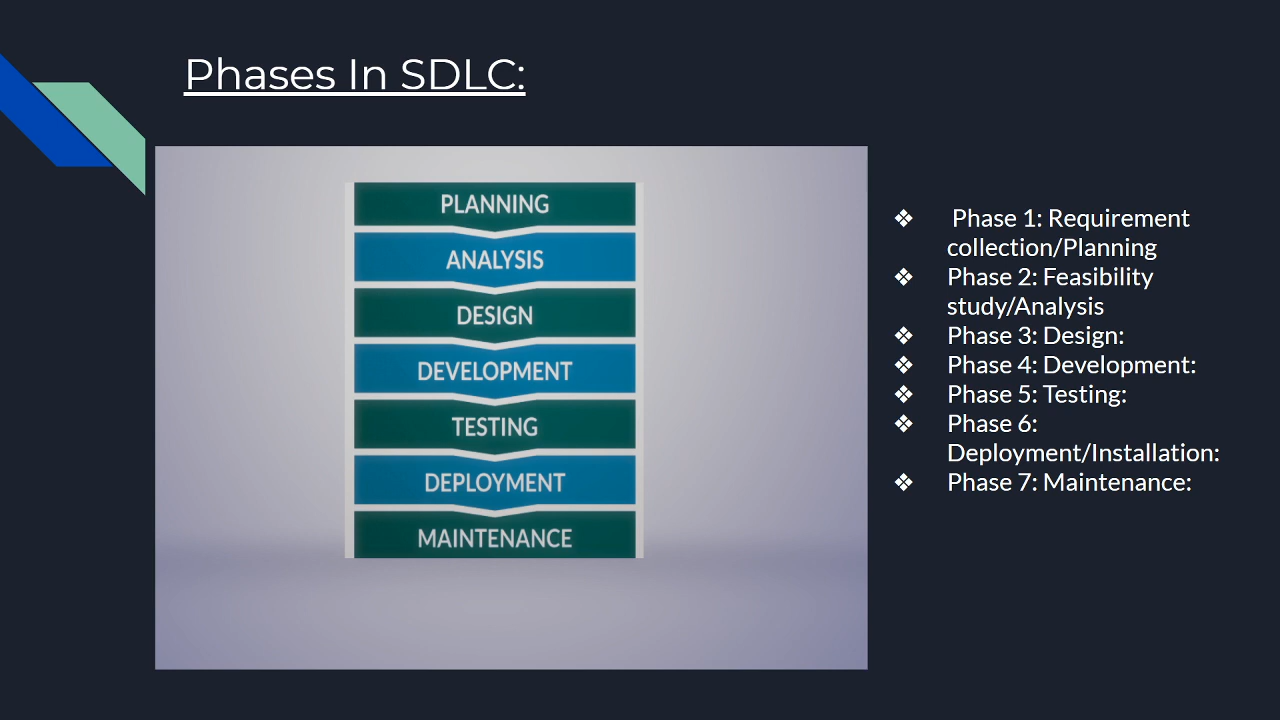 Phases In SDLC:
PLANNING
ANALYSIS
DESIGN
DEVELOPMENT
TESTING
DEPLOYMENT
MAINTENANCE
❖ Phase 1: Requirement
collection/Planning
❖ Phase 2: Feasibility
study/Analysis
❖ Phase 3: Design:
❖ Phase 4: Development:
❖ Phase 5: Testing:
❖ Phase 6:
Deployment/Installation:
❖ Phase 7: Maintenance: